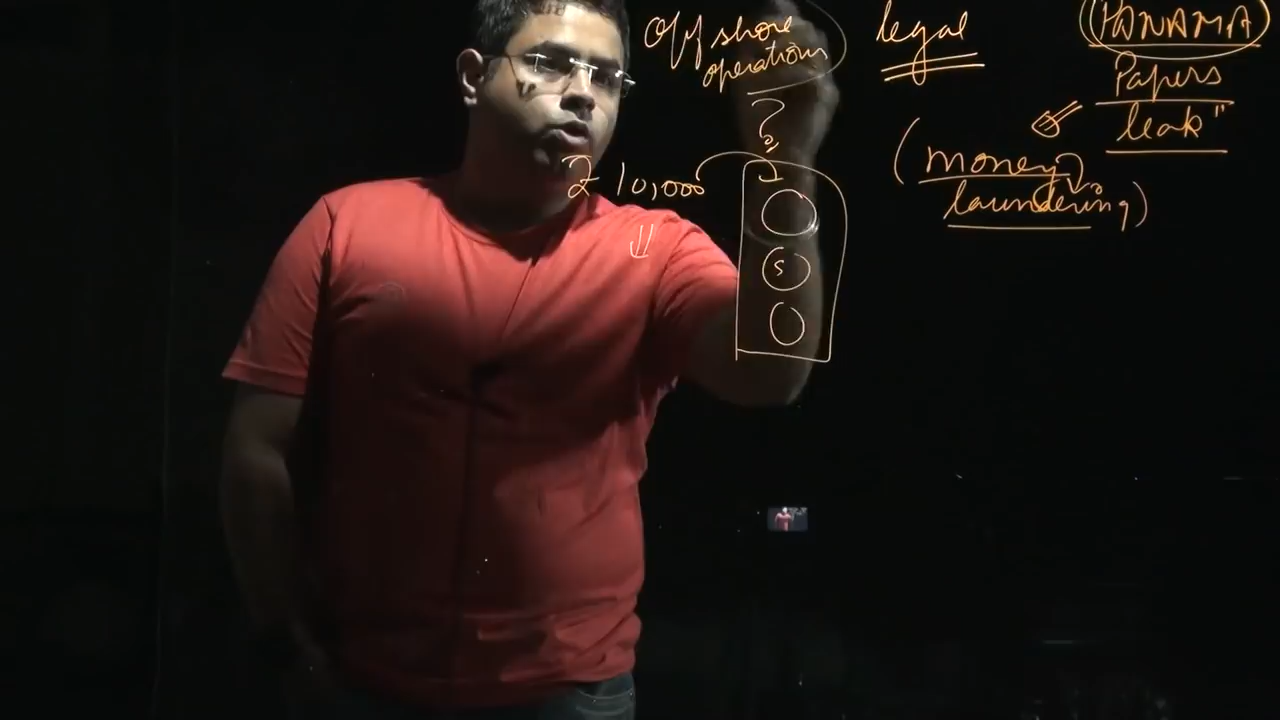 Offshore
operations
?
₹ 10,000
S
legal
PANAMA
Papers
leak"
(money
laundering)